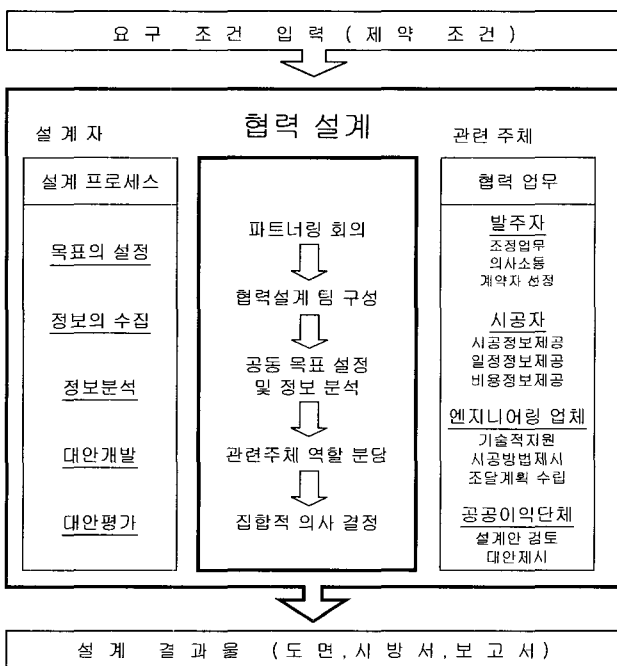 요구 조건 입력 (제약 조건)
협력 설계
설계자
설계 프로세스
목표의 설정
정보의 수집
정보분석
대안개발
대안평가
파트너링 회의
협력설계 팀 구성
공동 목표 설정
및 정보 분석
관련주체 역할 분담
집합적 의사 결정
관련 주체
협력 업무
발주자
조정업무
의사소통
계약자 선정
시공자
시공정보제공
일정정보제공
비용정보제공
엔지니어링 업체
기술적지원
시공방법제시
조달계획 수립
공공이익단체
설계안 검토
대안제시
설계 결과물 (도면,시방서,보고서)